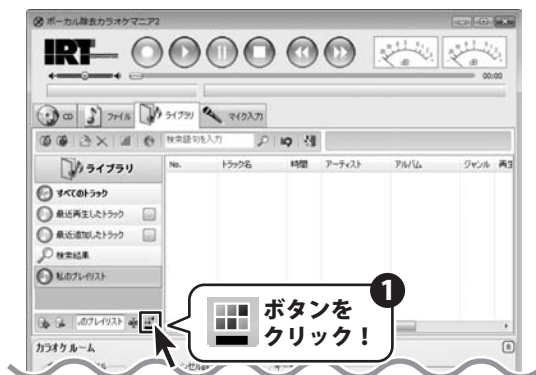 ボーカル除去カラオケマニア2
IRT
dB
dB
00:00
CD
ファイル
ライブラリ
マイク入力
検索語句を入力
ライブラリ
No. トラック名 時間 アーティスト アルバム ジャンル 再生
すべてのトラック
最近再生したトラック
最近追加したトラック
検索結果
私のプレイリスト
のプレイリスト
1
ボタンを
クリック！
カラオケ ルーム